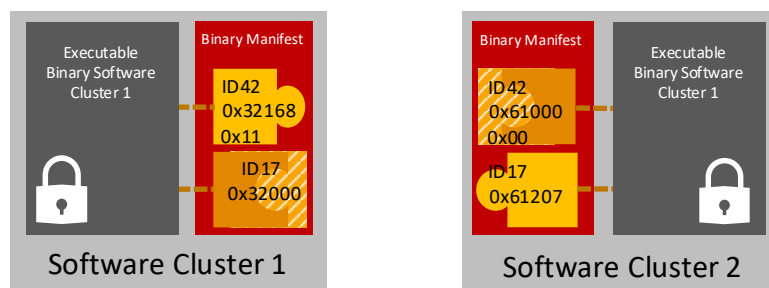 Executable
Binary Software
Cluster 1
Binary Manifest
ID42
0x32168
0x11
ID17
0x32000
Software Cluster 1
Binary Manifest
ID42
0x61000
0x00
ID17
0x61207
Executable
Binary Software
Cluster 1
Software Cluster 2